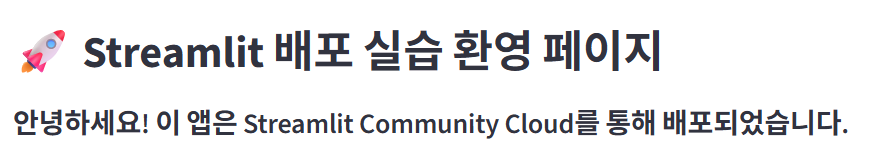 🚀 Streamlit 배포 실습 환영 페이지
안녕하세요! 이 앱은 Streamlit Community Cloud를 통해 배포되었습니다.